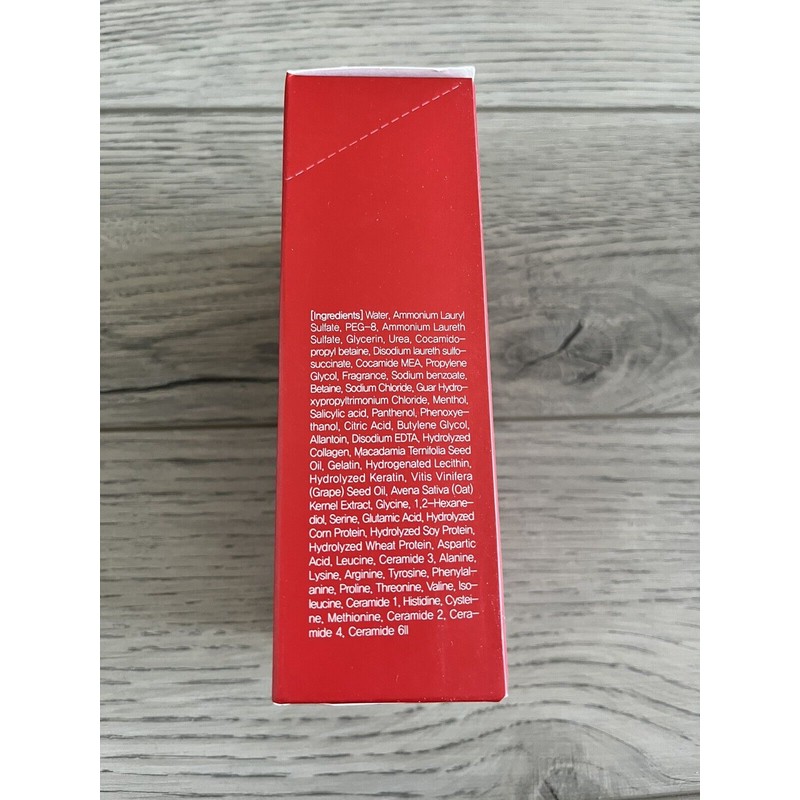 [Ingredients] Water, Ammonium Lauryl
Sulfate, PEG-8, Ammonium Laureth
Sulfate, Glycerin, Urea, Cocamido-
propyl betaine, Disodium laureth sulfo-
succinate, Cocamide MEA, Propylene
Glycol, Fragrance, Sodium benzoate,
Betaine, Sodium Chloride, Guar Hydro-
xypropyltrimonium Chloride, Menthol,
Salicylic acid, Panthenol, Phenoxye-
thanol, Citric Acid, Butylene Glycol,
Allantoin, Disodium EDTA, Hydrolyzed
Collagen, Macadamia Ternifolia Seed
Oil, Gelatin, Hydrogenated Lecithin,
Hydrolyzed Keratin, Vitis Vinifera
(Grape) Seed Oil, Avena Sativa (Oat)
Kernel Extract, Glycine, 1,2-Hexane-
diol, Serine, Glutamic Acid, Hydrolyzed
Corn Protein, Hydrolyzed Soy Protein,
Hydrolyzed Wheat Protein, Aspartic
Acid, Leucine, Ceramide 3, Alanine,
Lysine, Arginine, Tyrosine, Phenylal-
anine, Proline, Threonine, Valine, Iso-
leucine, Ceramide 1, Histidine, Cystei-
ne, Methionine, Ceramide 2, Cera-
mide 4, Ceramide 6II